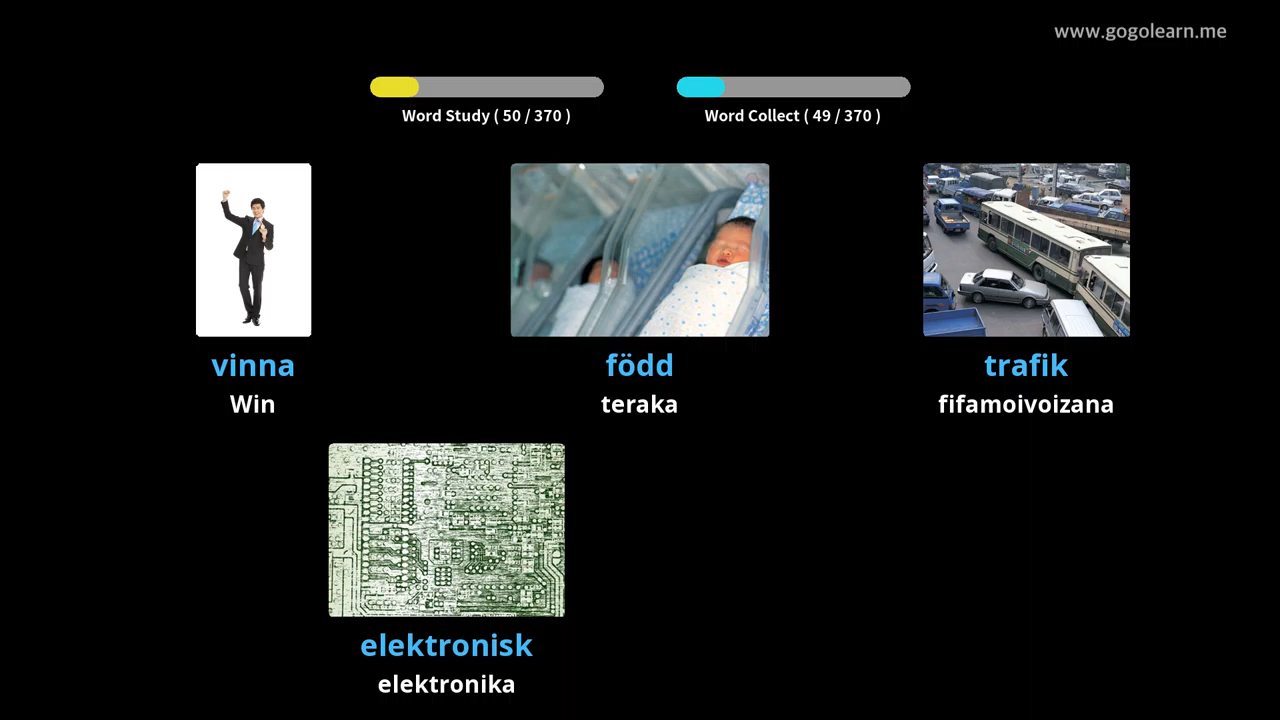 www.gogolearn.me
Word Study ( 50 / 370 )
Word Collect ( 49 / 370 )
vinna
Win
född
teraka
trafik
fifamoivoizana
elektronisk
elektronika